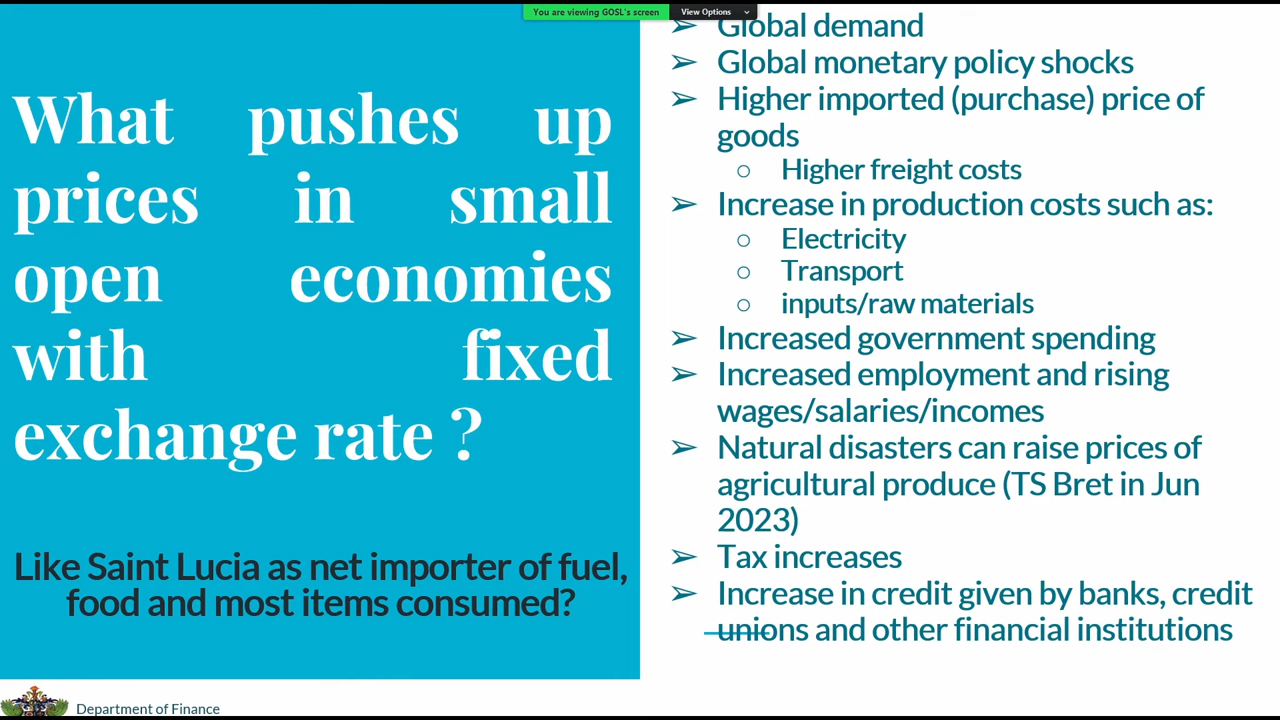 You are viewing GOSL's screen View Options
What pushes up
prices in small
open economies
with fixed
exchange rate ?
Like Saint Lucia as net importer of fuel,
food and most items consumed?
➢ Global demand
➢ Global monetary policy shocks
➢ Higher imported (purchase) price of
goods
○ Higher freight costs
➢ Increase in production costs such as:
○ Electricity
○ Transport
○ inputs/raw materials
➢ Increased government spending
➢ Increased employment and rising
wages/salaries/incomes
➢ Natural disasters can raise prices of
agricultural produce (TS Bret in Jun
2023)
➢ Tax increases
➢ Increase in credit given by banks, credit
unions and other financial institutions
Department of Finance